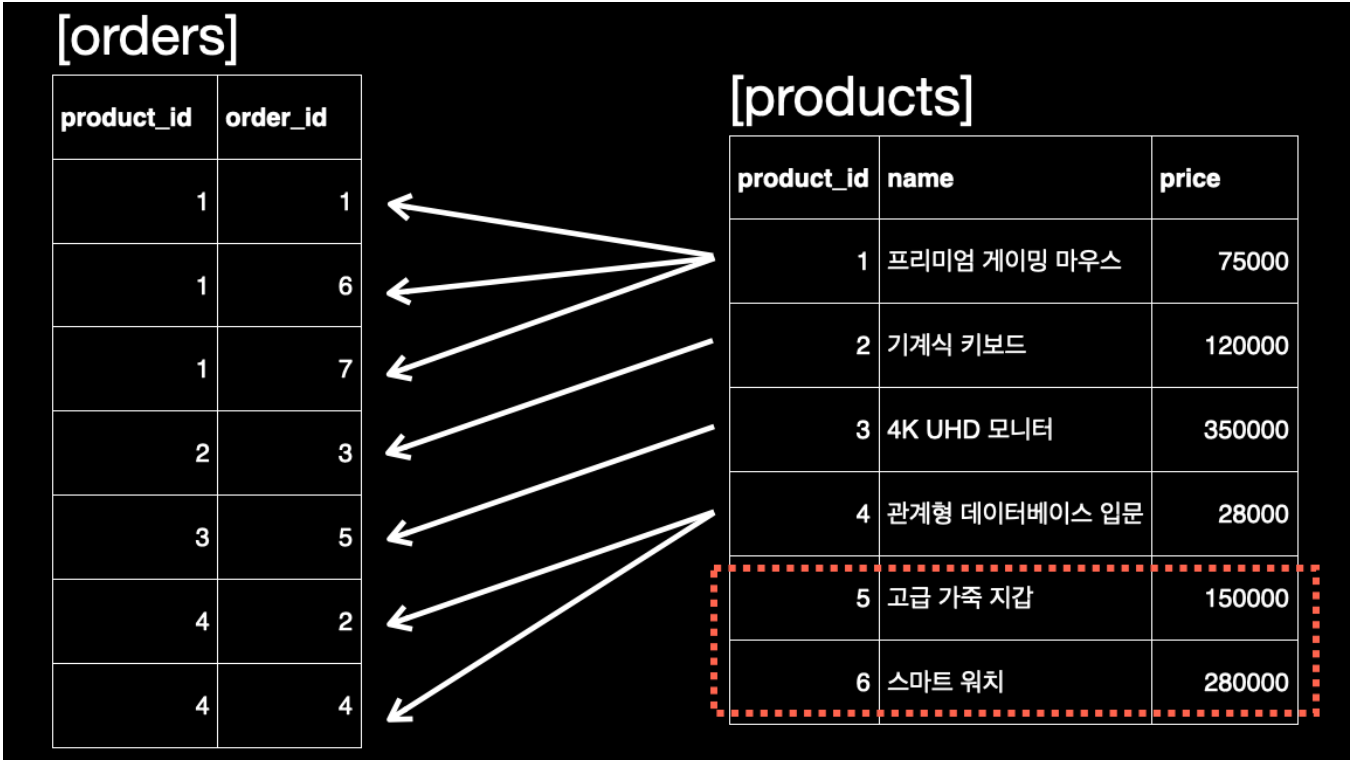 [orders]
product_id order_id
1 1
1 6
1 7
2 3
3 5
4 2
4 4
[products]
product_id name price
1 프리미엄 게이밍 마우스 75000
2 기계식 키보드 120000
3 4K UHD 모니터 350000
4 관계형 데이터베이스 입문 28000
5 고급 가죽 지갑 150000
6 스마트 워치 280000